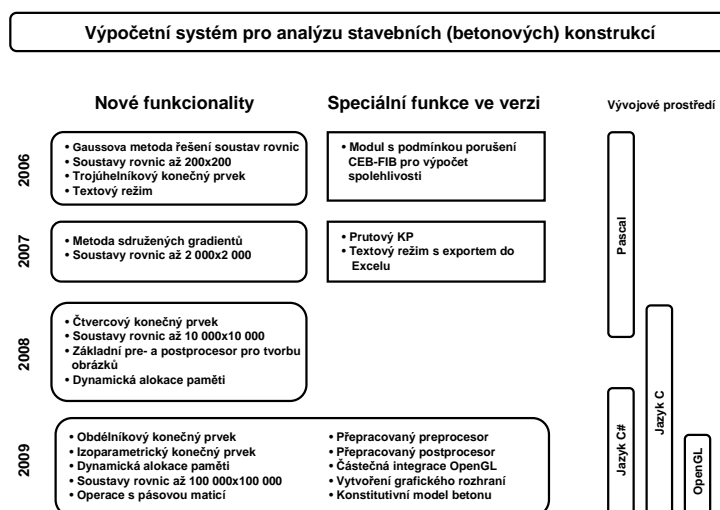 Výpočetní systém pro analýzu stavebních (betonových) konstrukcí
Nové funkcionality
Speciální funkce ve verzi
Vývojové prostředí
2006
• Gaussova metoda řešení soustav rovnic
• Soustavy rovnic až 200x200
• Trojúhelníkový konečný prvek
• Textový režim
• Modul s podmínkou porušení
CEB-FIB pro výpočet
spolehlivosti
2007
• Metoda sdružených gradientů
• Soustavy rovnic až 2 000x2 000
• Prutový KP
• Textový režim s exportem do
Excelu
2008
• Čtvercový konečný prvek
• Soustavy rovnic až 10 000x10 000
• Základní pre- a postprocesor pro tvorbu
obrázků
• Dynamická alokace paměti
2009
• Obdélníkový konečný prvek
• Izoparametrický konečný prvek
• Dynamická alokace paměti
• Soustavy rovnic až 100 000x100 000
• Operace s pásovou maticí
• Přepracovaný preprocesor
• Přepracovaný postprocesor
• Částečná integrace OpenGL
• Vytvoření grafického rozhraní
• Konstitutivní model betonu
Pascal
Jazyk C
Jazyk C#
OpenGL